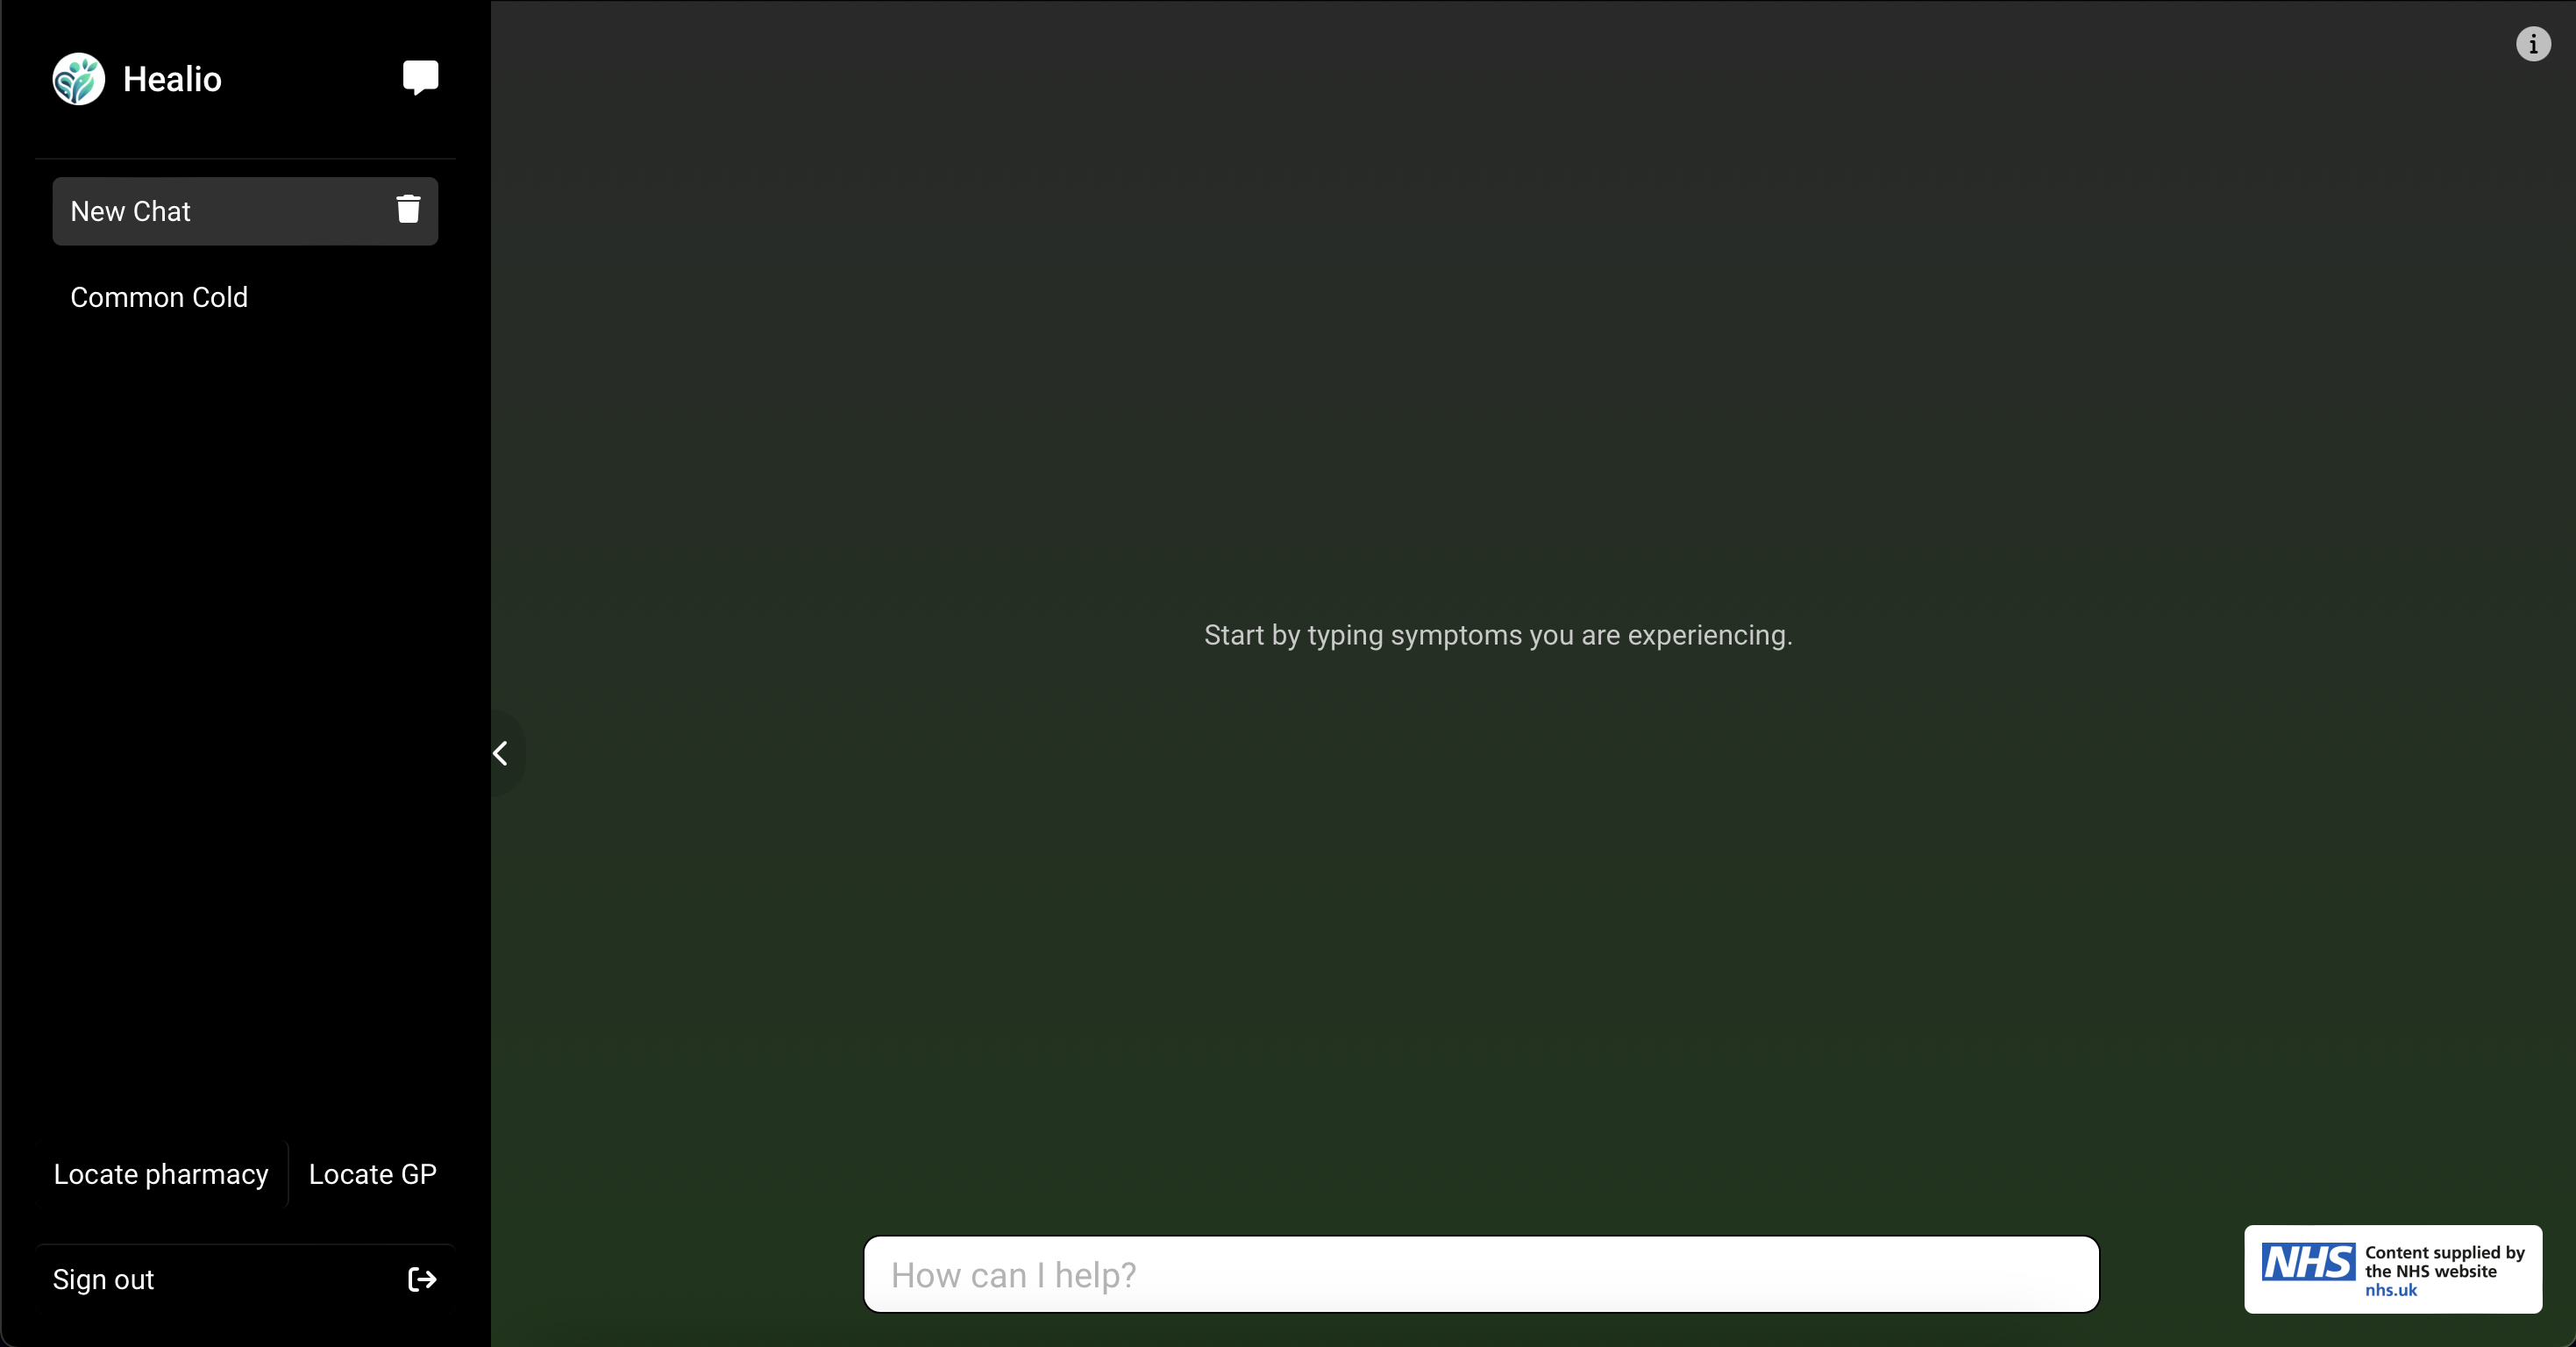 Healio
New Chat
Common Cold
Locate pharmacy
Locate GP
Sign out
Start by typing symptoms you are experiencing.
How can I help?
NHS
Content supplied by
the NHS website
nhs.uk